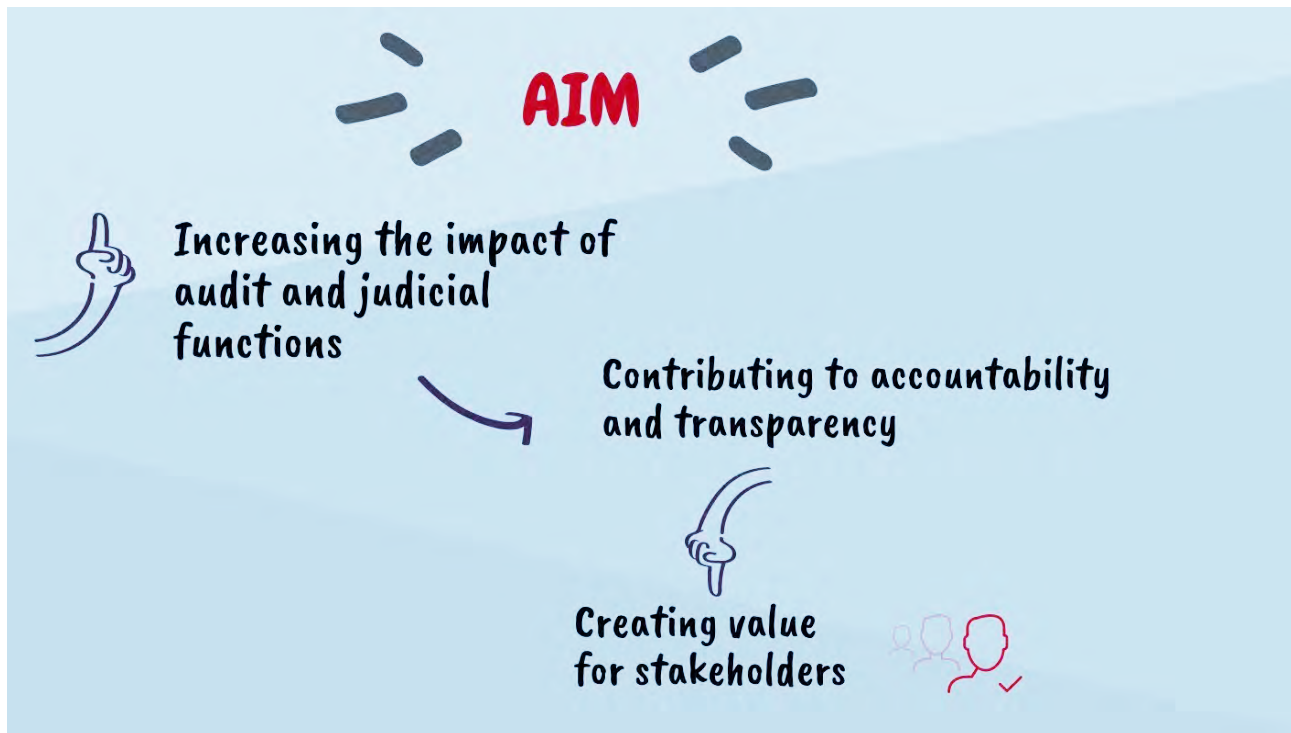 AIM
Increasing the impact of
audit and judicial
functions
Contributing to accountability
and transparency
Creating value
for stakeholders